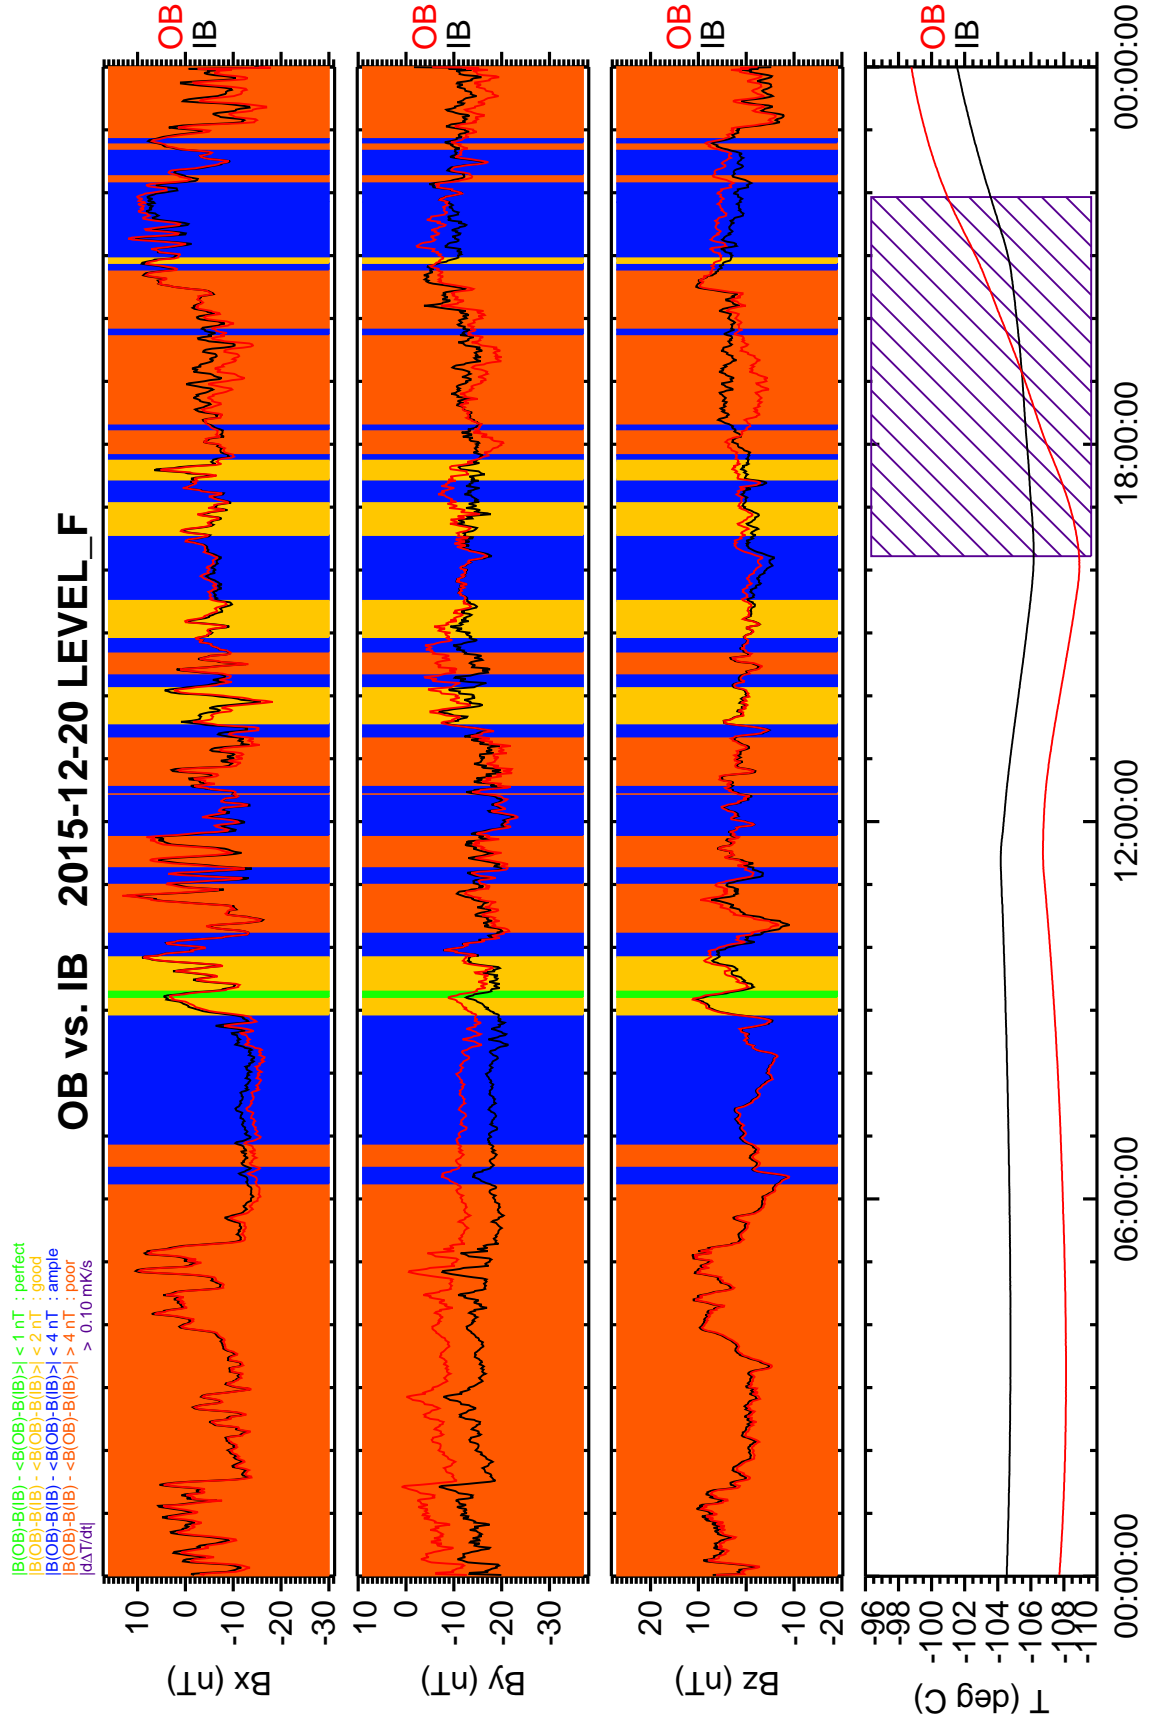 OB vs. IB 2015-12-20 LEVEL_F
|B(OB)-B(IB) - <B(OB)-B(IB)>| < 1 nT : perfect
|B(OB)-B(IB) - <B(OB)-B(IB)>| < 2 nT : good
|B(OB)-B(IB) - <B(OB)-B(IB)>| < 4 nT : ample
|B(OB)-B(IB) - <B(OB)-B(IB)>| > 4 nT : poor
|dΔT/dt| > 0.10 mK/s
Bx (nT)
10
0
-10
-20
-30
OB
IB
By (nT)
10
0
-10
-20
-30
OB
IB
Bz (nT)
20
10
0
-10
-20
OB
IB
T (deg C)
-96
-98
-100
-102
-104
-106
-108
-110
OB
IB
00:00:00
06:00:00
12:00:00
18:00:00
00:00:00